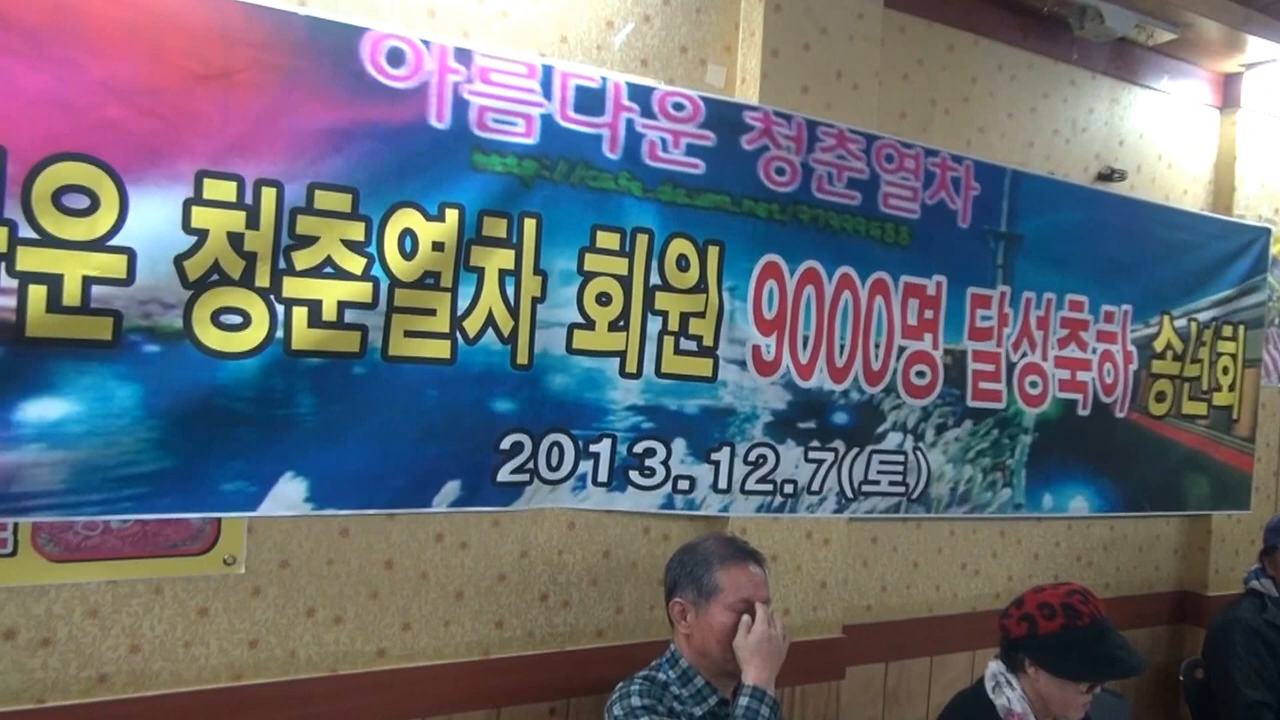 아름다운 청춘열차
운 청춘열차 회원 9000명 달성축하 송년회
2013.12.7(토)